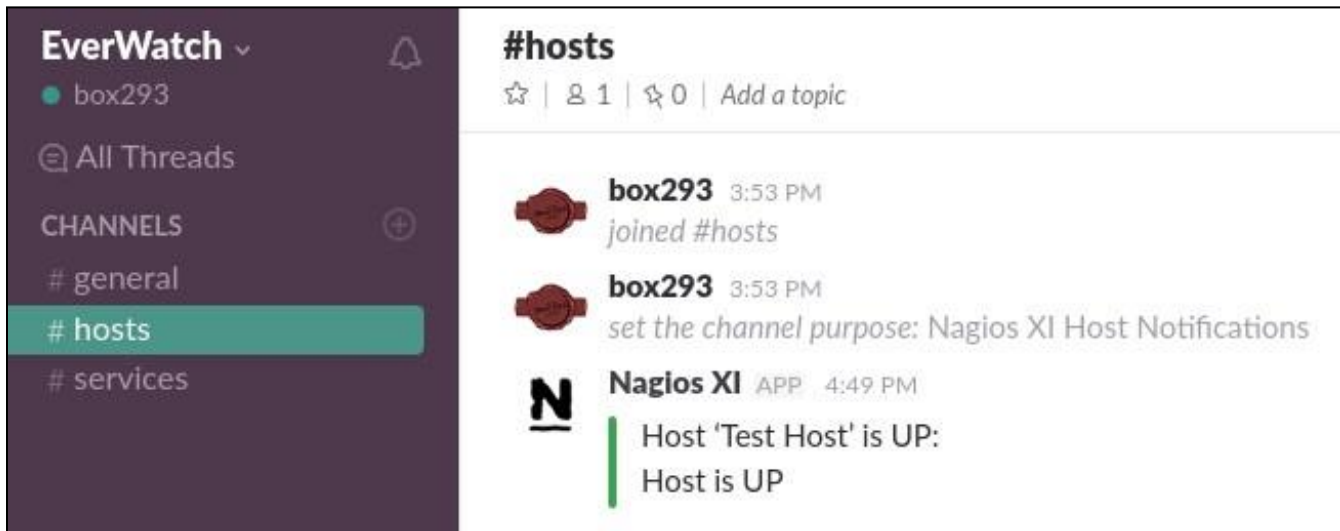 EverWatch
box293
All Threads
CHANNELS
# general
# hosts
# services
#hosts
1 | 0 | Add a topic
box293 3:53 PM
joined #hosts
box293 3:53 PM
set the channel purpose: Nagios XI Host Notifications
N
Nagios XI APP 4:49 PM
Host ‘Test Host’ is UP:
Host is UP